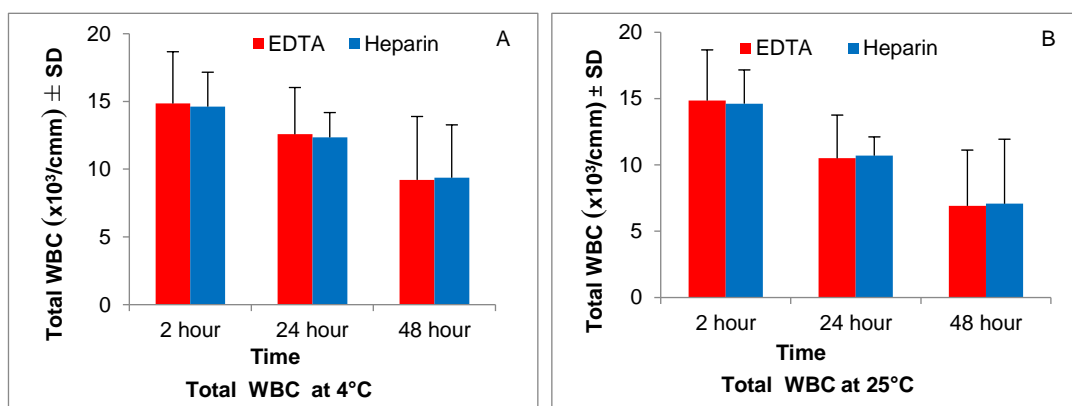 EDTA Heparin A
Total WBC (x10³/cmm) ± SD
20
15
10
5
0
2 hour 24 hour 48 hour
Time
Total WBC at 4°C
EDTA Heparin B
Total WBC (x10³/cmm) ± SD
20
15
10
5
0
2 hour 24 hour 48 hour
Time
Total WBC at 25°C